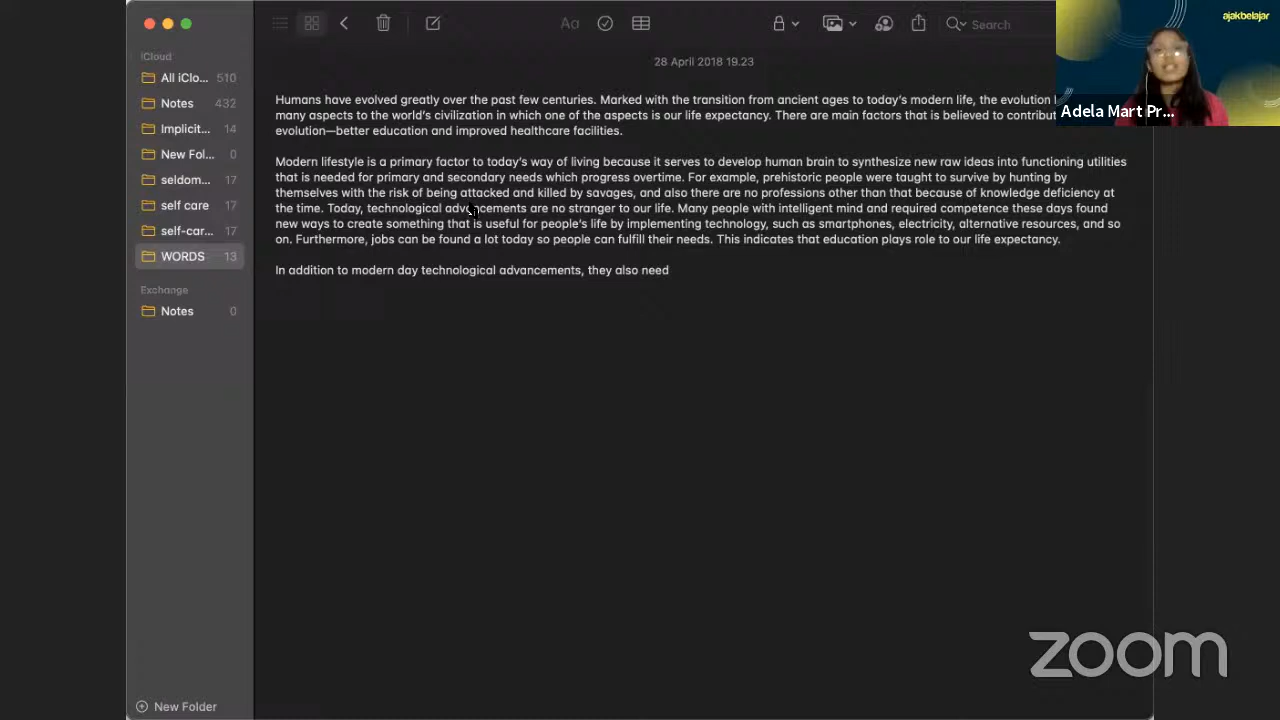 iCloud
All iClo... 510
Notes 432
Implicit... 14
New Fol... 0
seldom... 17
self care 17
self-car... 17
WORDS 13
Exchange
Notes 0
New Folder
Aa
Search
28 April 2018 19.23
Humans have evolved greatly over the past few centuries. Marked with the transition from ancient ages to today's modern life, the evolution
many aspects to the world's civilization in which one of the aspects is our life expectancy. There are main factors that is believed to
evolution—better education and improved healthcare facilities.
Modern lifestyle is a primary factor to today's way of living because it serves to develop human brain to synthesize new raw ideas into functioning utilities
that is needed for primary and secondary needs which progress overtime. For example, prehistoric people were taught to survive by hunting by
themselves with the risk of being attacked and killed by savages, and also there are no professions other than that because of knowledge deficiency at
the time. Today, technological advancements are no stranger to our life. Many people with intelligent mind and required competence these days found
new ways to create something that is useful for people's life by implementing technology, such as smartphones, electricity, alternative resources, and so
on. Furthermore, jobs can be found a lot today so people can fulfill their needs. This indicates that education plays role to our life expectancy.
In addition to modern day technological advancements, they also need
ajakbelajar
Adela Mart Pr...
zoom